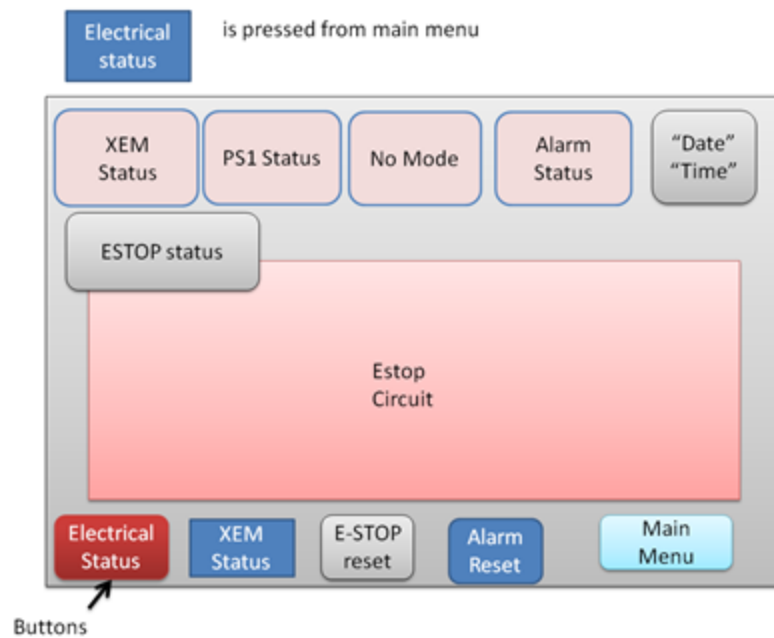 Electrical
status
is pressed from main menu
XEM
Status
PS1 Status
No Mode
Alarm
Status
“Date”
“Time”
ESTOP status
Estop
Circuit
Electrical
Status
XEM
Status
E-STOP
reset
Alarm
Reset
Main
Menu
Buttons